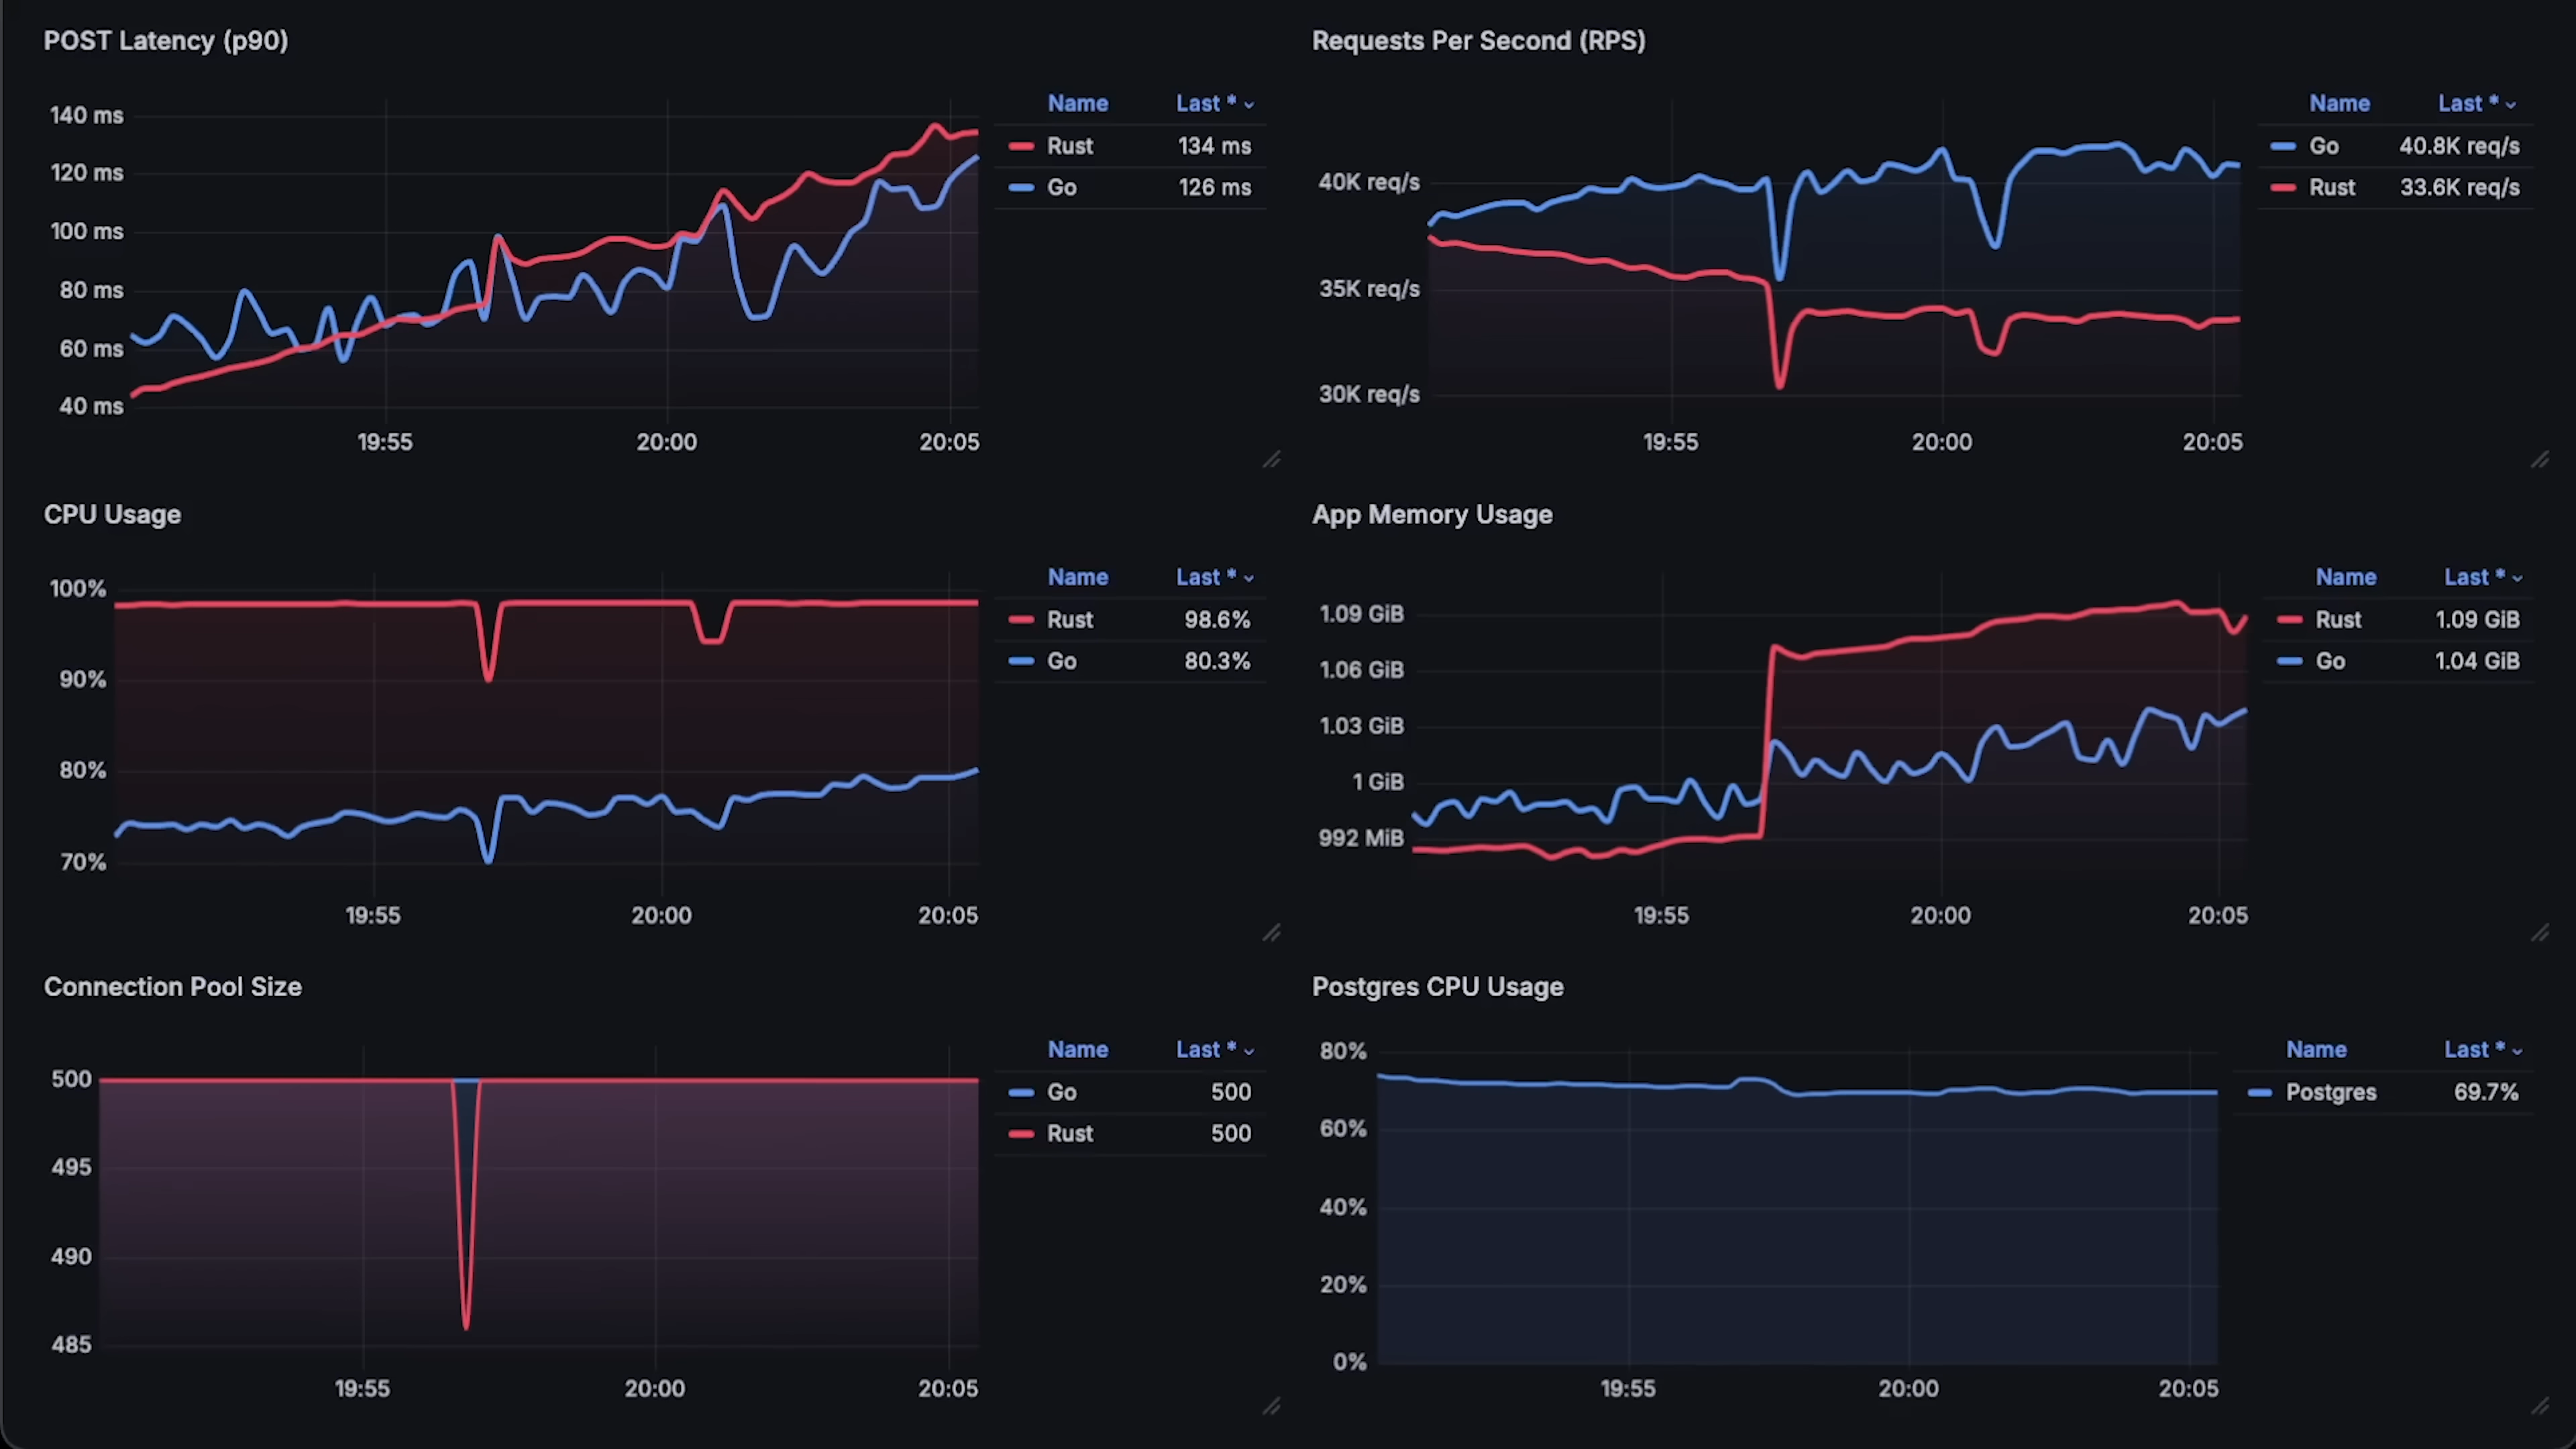 POST Latency (p90)
140 ms
120 ms
100 ms
80 ms
60 ms
40 ms
19:55 20:00 20:05
Name Last *
Rust 134 ms
Go 126 ms
Requests Per Second (RPS)
40K req/s
35K req/s
30K req/s
19:55 20:00 20:05
Name Last *
Go 40.8K req/s
Rust 33.6K req/s
CPU Usage
100%
90%
80%
70%
19:55 20:00 20:05
Name Last *
Rust 98.6%
Go 80.3%
App Memory Usage
1.09 GiB
1.06 GiB
1.03 GiB
1 GiB
992 MiB
19:55 20:00 20:05
Name Last *
Rust 1.09 GiB
Go 1.04 GiB
Connection Pool Size
500
495
490
485
19:55 20:00 20:05
Name Last *
Go 500
Rust 500
Postgres CPU Usage
80%
60%
40%
20%
0%
19:55 20:00 20:05
Name Last *
Postgres 69.7%